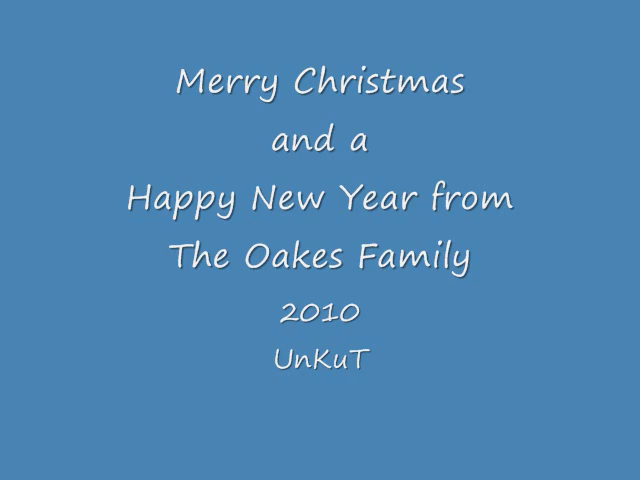 Merry Christmas
and a
Happy New Year from
The Oakes Family
2010
UnKuT